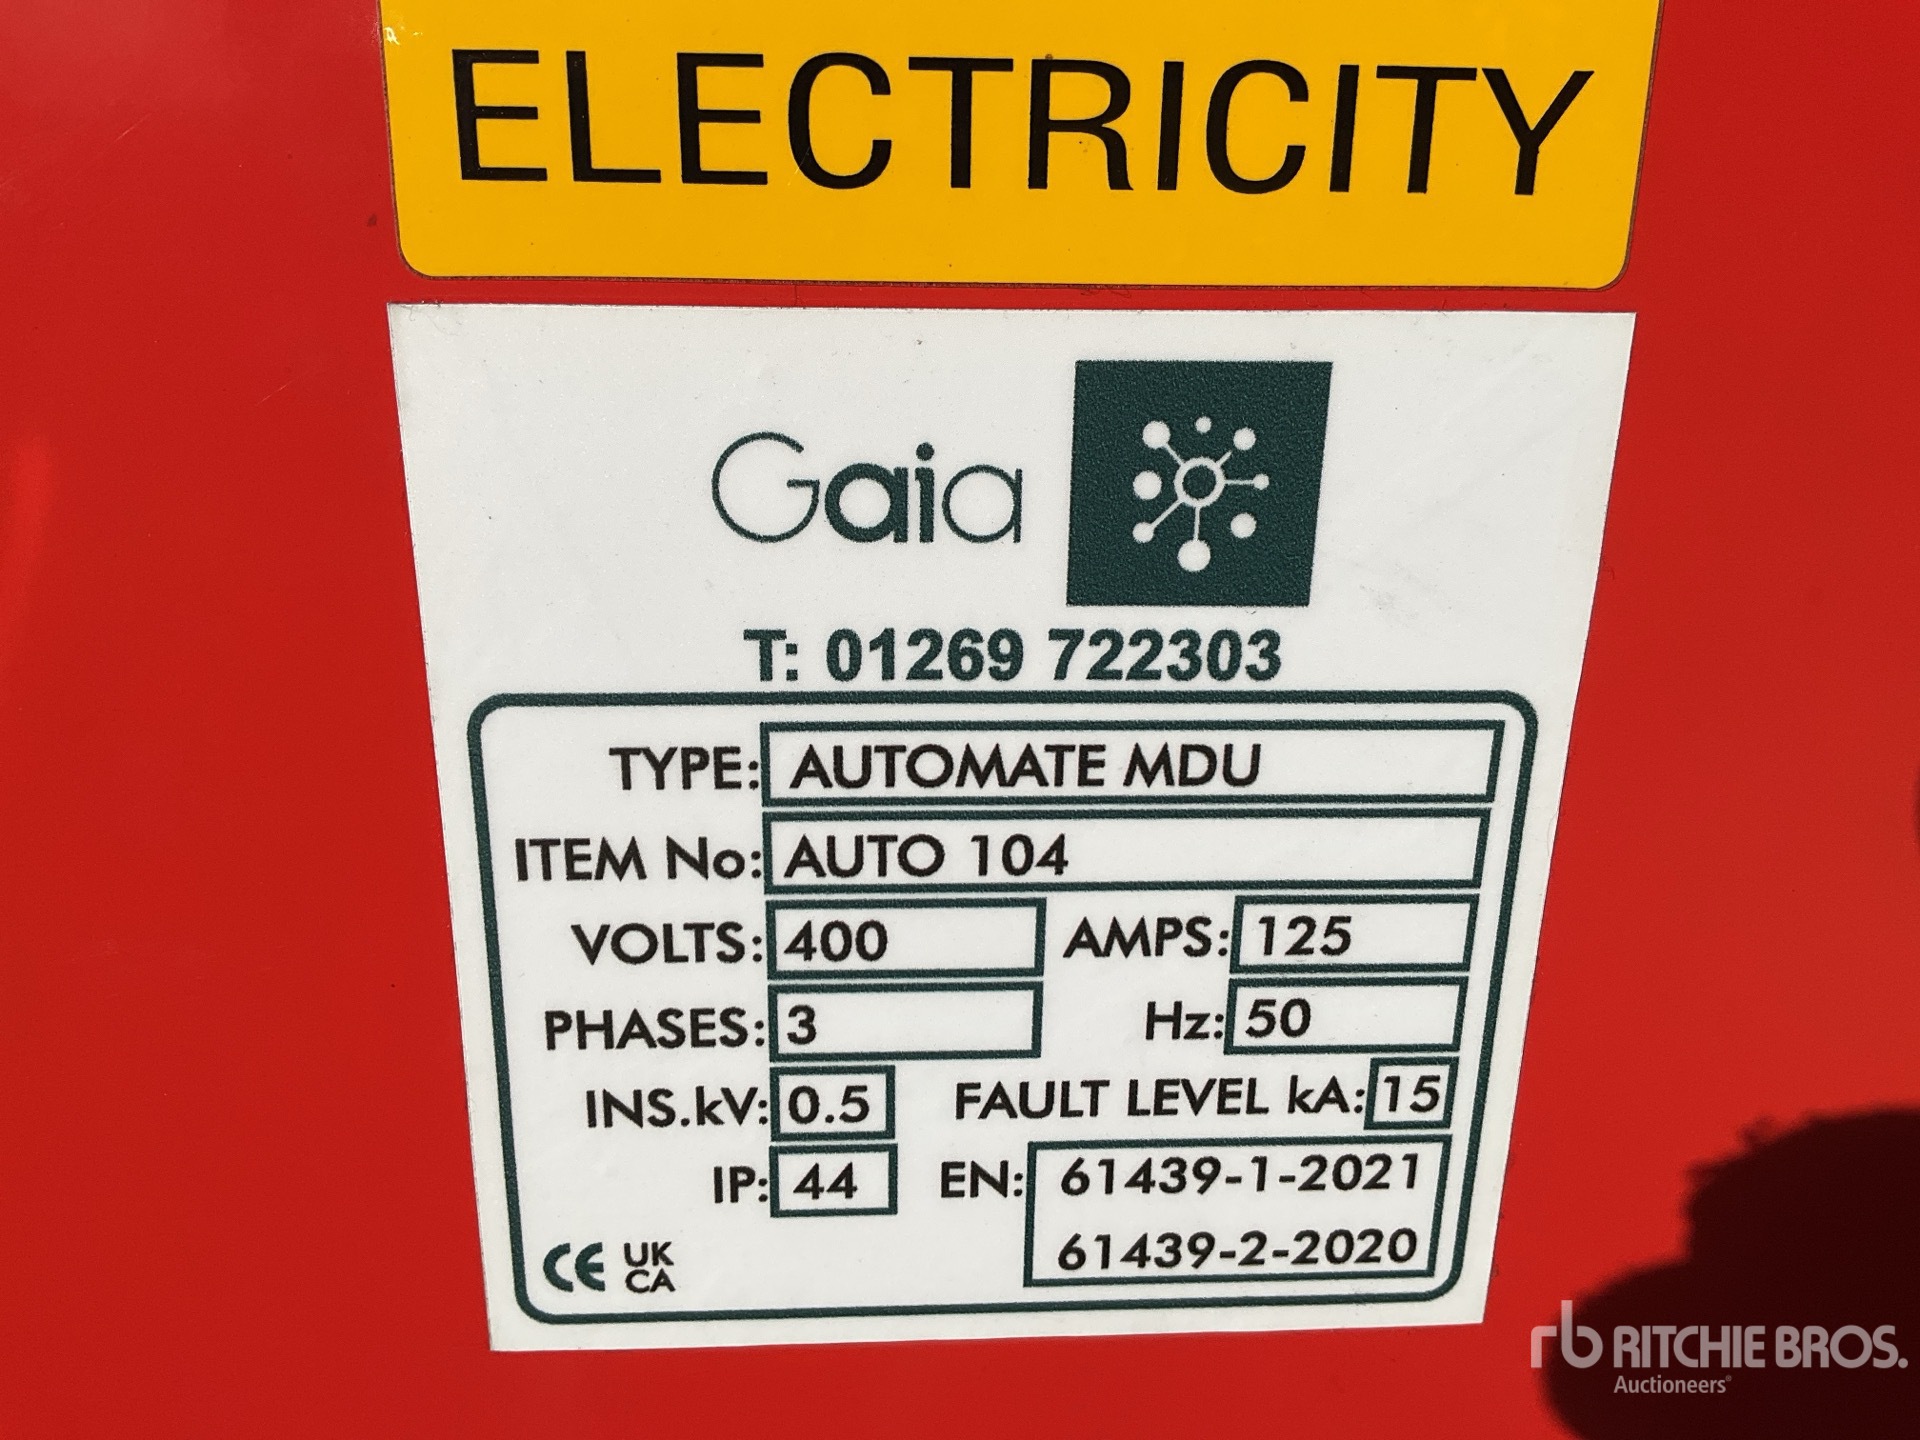 ELECTRICITY
Gaia
T: 01269 722303
TYPE: AUTOMATE MDU
ITEM No: AUTO 104
VOLTS: 400 AMPS: 125
PHASES: 3 Hz: 50
INS.kV: 0.5 FAULT LEVEL kA: 15
IP: 44 EN: 61439-1-2021
61439-2-2020
CE UK
CA
rb RITCHIE BROS.
Auctioneers®